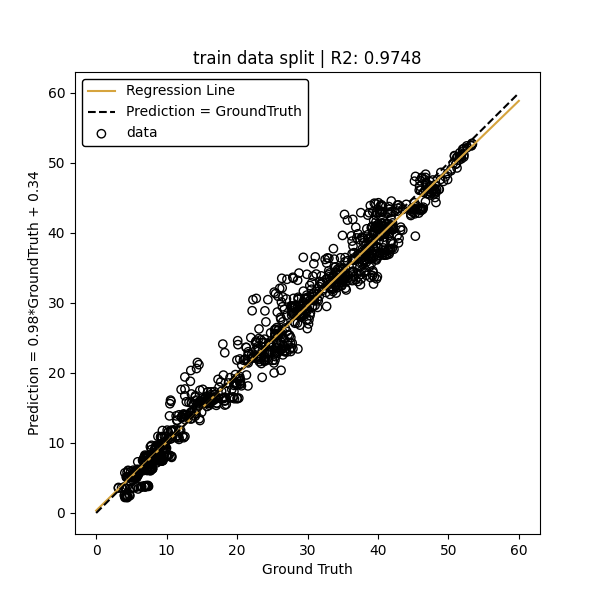 train data split | R2: 0.9748
Regression Line
Prediction = GroundTruth
data
60
50
40
30
20
10
0
Prediction = 0.98*GroundTruth + 0.34
0 10 20 30 40 50 60
Ground Truth